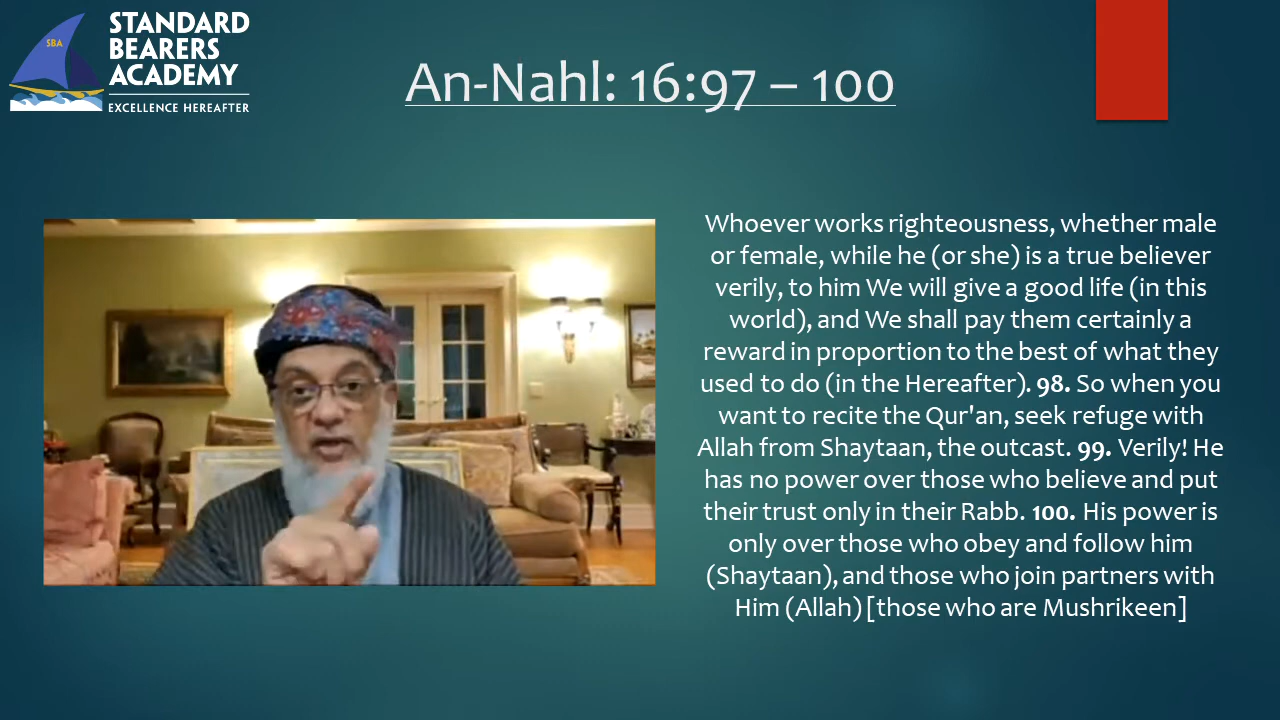 STANDARD
BEARERS
ACADEMY
SBA
EXCELLENCE HEREAFTER
An-Nahl: 16:97 – 100
Whoever works righteousness, whether male
or female, while he (or she) is a true believer
verily, to him We will give a good life (in this
world), and We shall pay them certainly a
reward in proportion to the best of what they
used to do (in the Hereafter). 98. So when you
want to recite the Qur'an, seek refuge with
Allah from Shaytaan, the outcast. 99. Verily! He
has no power over those who believe and put
their trust only in their Rabb. 100. His power is
only over those who obey and follow him
(Shaytaan), and those who join partners with
Him (Allah) [those who are Mushrikeen]